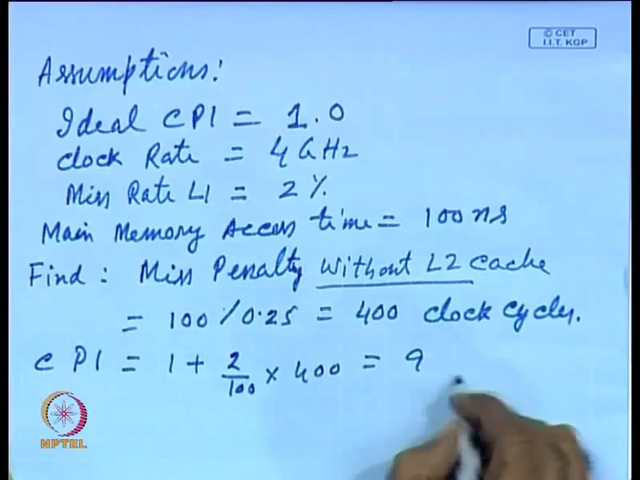 © CET
I.I.T. KGP
Assumptions:
Ideal CPI = 1.0
Clock Rate = 4 GHz
Miss Rate L1 = 2 %.
Main Memory Access time = 100 ns
Find : Miss Penalty without L2 cache
= 100 / 0.25 = 400 clock cycles.
CPI = 1 + 2/100 × 400 = 9
NPTEL